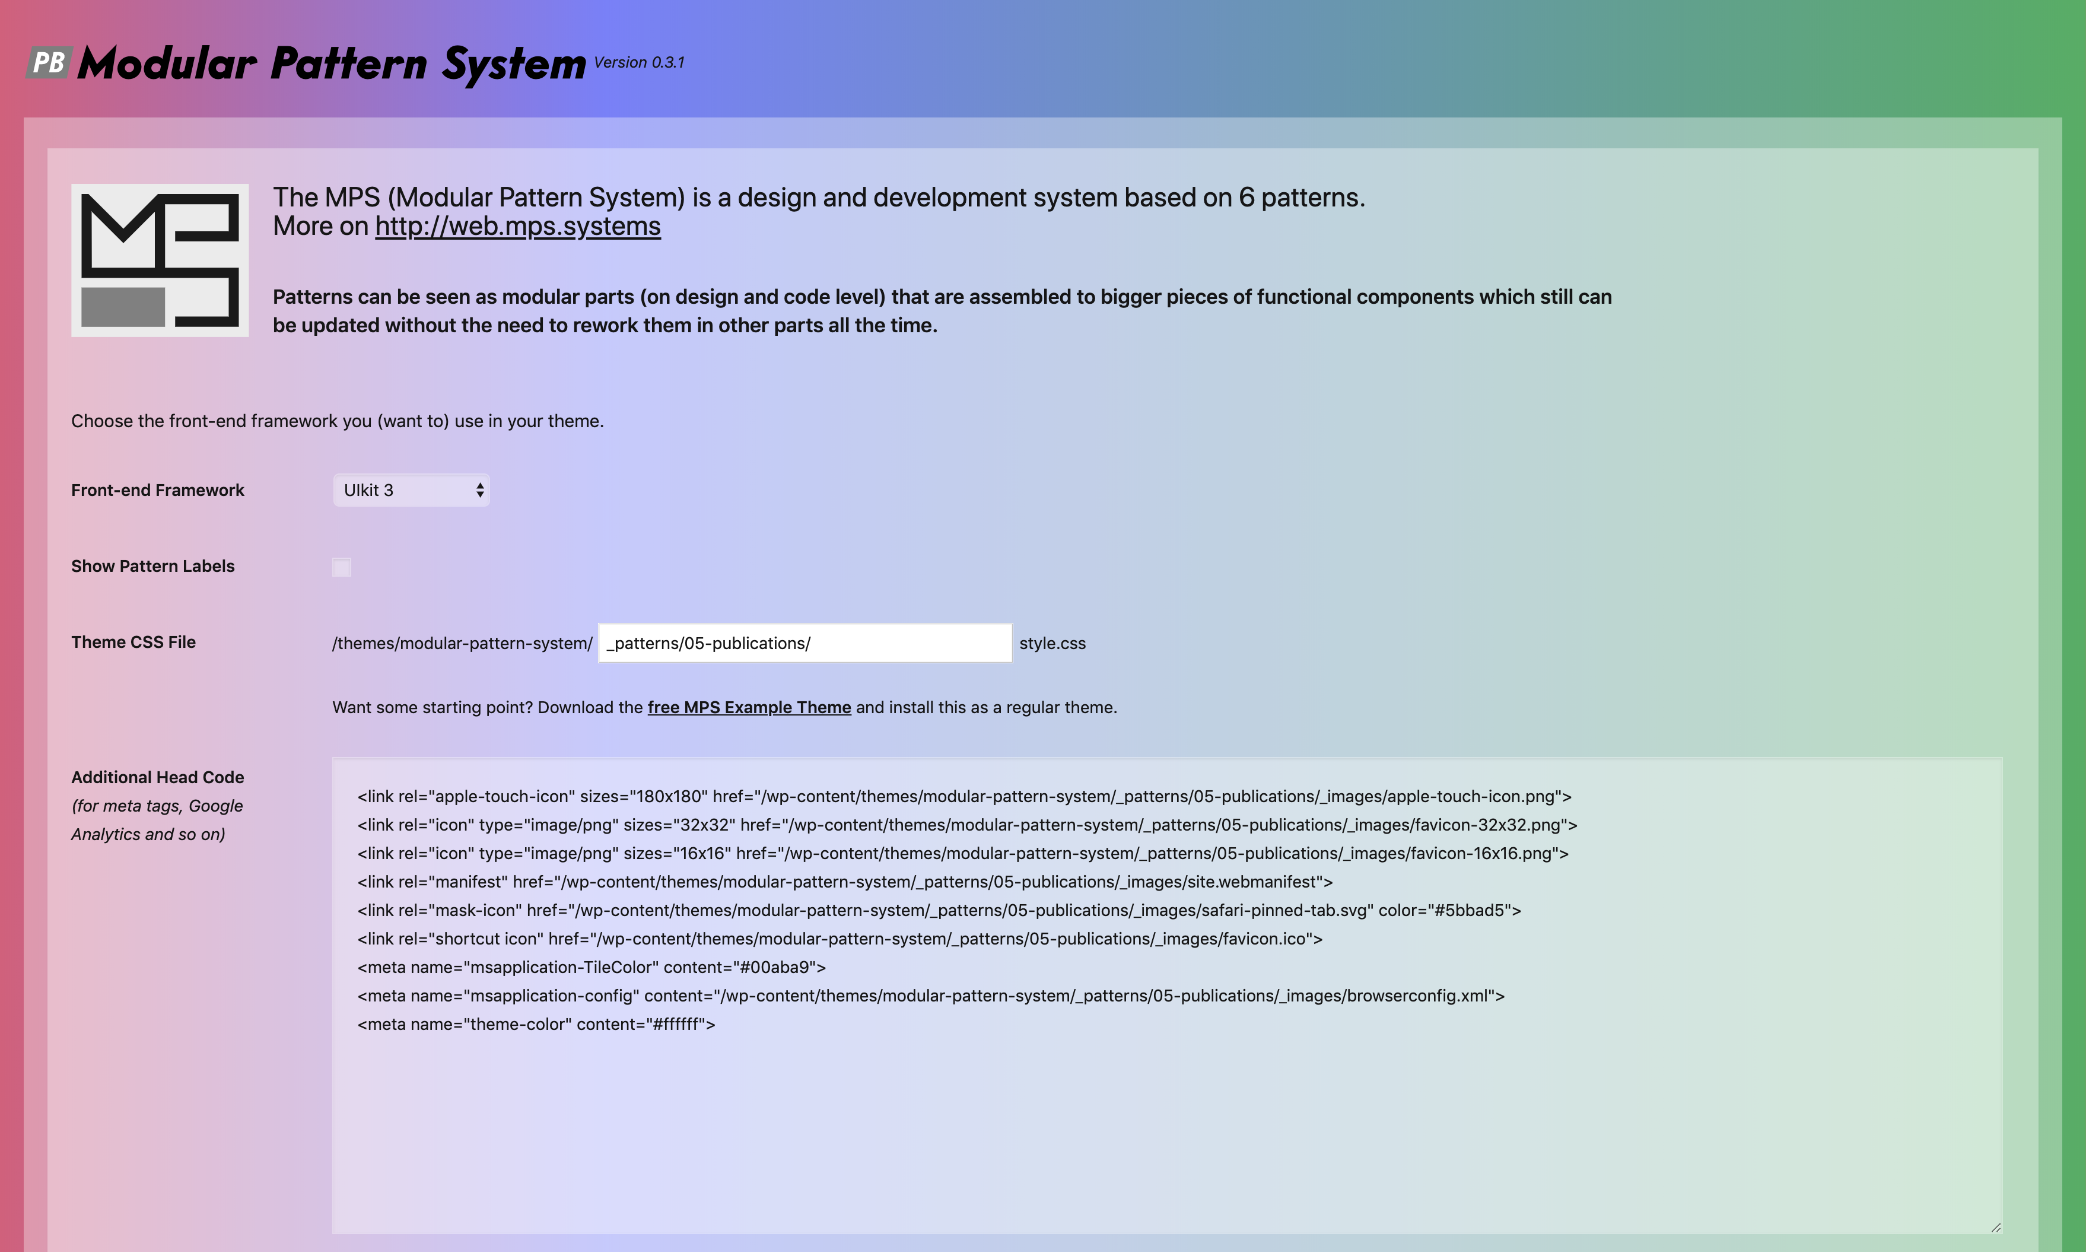 PB Modular Pattern System Version 0.3.1
MPS
The MPS (Modular Pattern System) is a design and development system based on 6 patterns.
More on http://web.mps.systems
Patterns can be seen as modular parts (on design and code level) that are assembled to bigger pieces of functional components which still can
be updated without the need to rework them in other parts all the time.
Choose the front-end framework you (want to) use in your theme.
Front-end Framework UIkit 3
Show Pattern Labels
Theme CSS File /themes/modular-pattern-system/ _patterns/05-publications/ style.css
Want some starting point? Download the free MPS Example Theme and install this as a regular theme.
Additional Head Code
(for meta tags, Google
Analytics and so on)
<link rel="apple-touch-icon" sizes="180x180" href="/wp-content/themes/modular-pattern-system/_patterns/05-publications/_images/apple-touch-icon.png">
<link rel="icon" type="image/png" sizes="32x32" href="/wp-content/themes/modular-pattern-system/_patterns/05-publications/_images/favicon-32x32.png">
<link rel="icon" type="image/png" sizes="16x16" href="/wp-content/themes/modular-pattern-system/_patterns/05-publications/_images/favicon-16x16.png">
<link rel="manifest" href="/wp-content/themes/modular-pattern-system/_patterns/05-publications/_images/site.webmanifest">
<link rel="mask-icon" href="/wp-content/themes/modular-pattern-system/_patterns/05-publications/_images/safari-pinned-tab.svg" color="#5bbad5">
<link rel="shortcut icon" href="/wp-content/themes/modular-pattern-system/_patterns/05-publications/_images/favicon.ico">
<meta name="msapplication-TileColor" content="#00aba9">
<meta name="msapplication-config" content="/wp-content/themes/modular-pattern-system/_patterns/05-publications/_images/browserconfig.xml">
<meta name="theme-color" content="#ffffff">